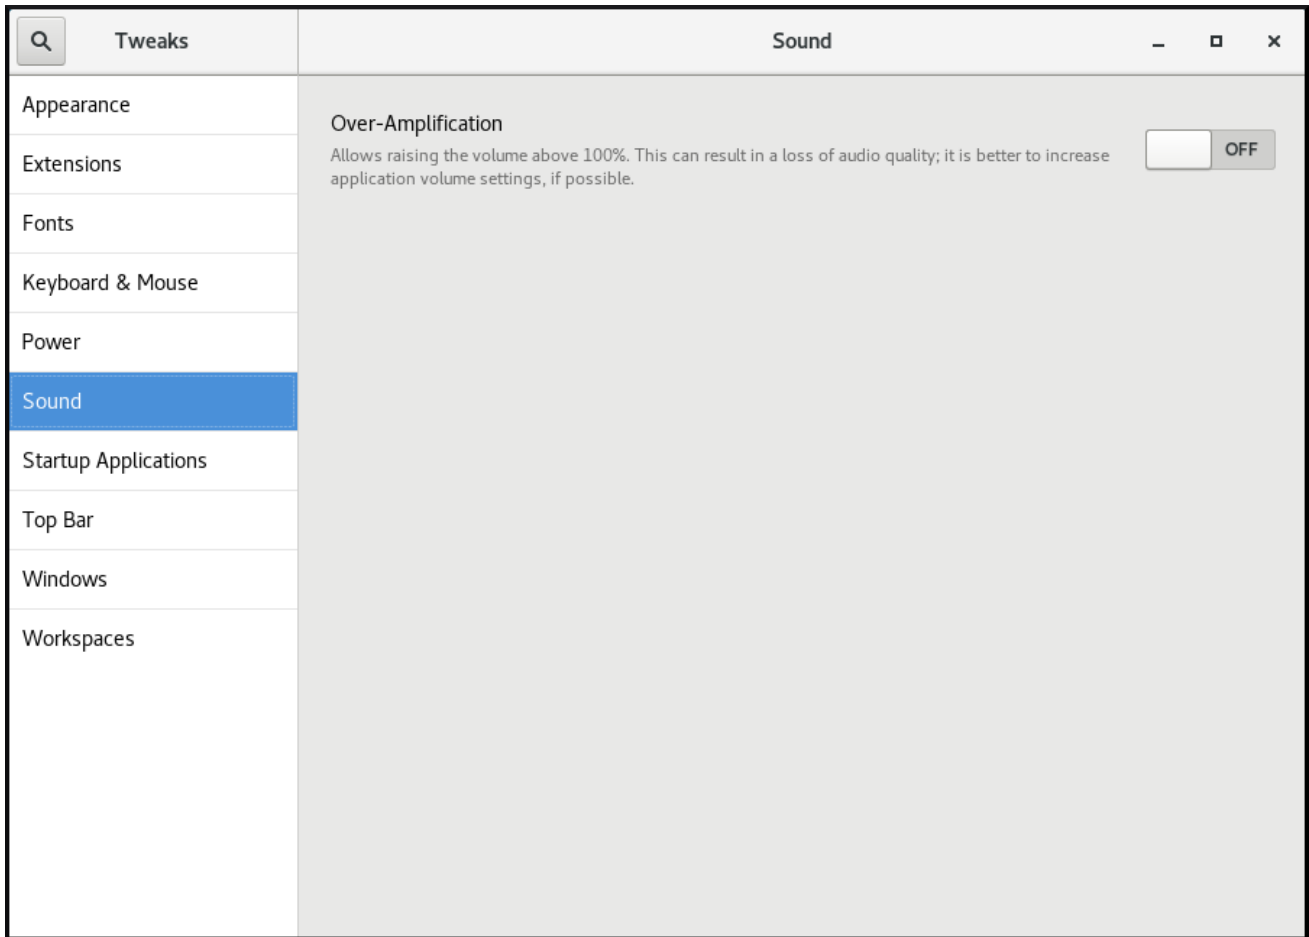 Tweaks
Sound
Appearance
Extensions
Fonts
Keyboard & Mouse
Power
Sound
Startup Applications
Top Bar
Windows
Workspaces
Over-Amplification
Allows raising the volume above 100%. This can result in a loss of audio quality; it is better to increase
application volume settings, if possible.
OFF